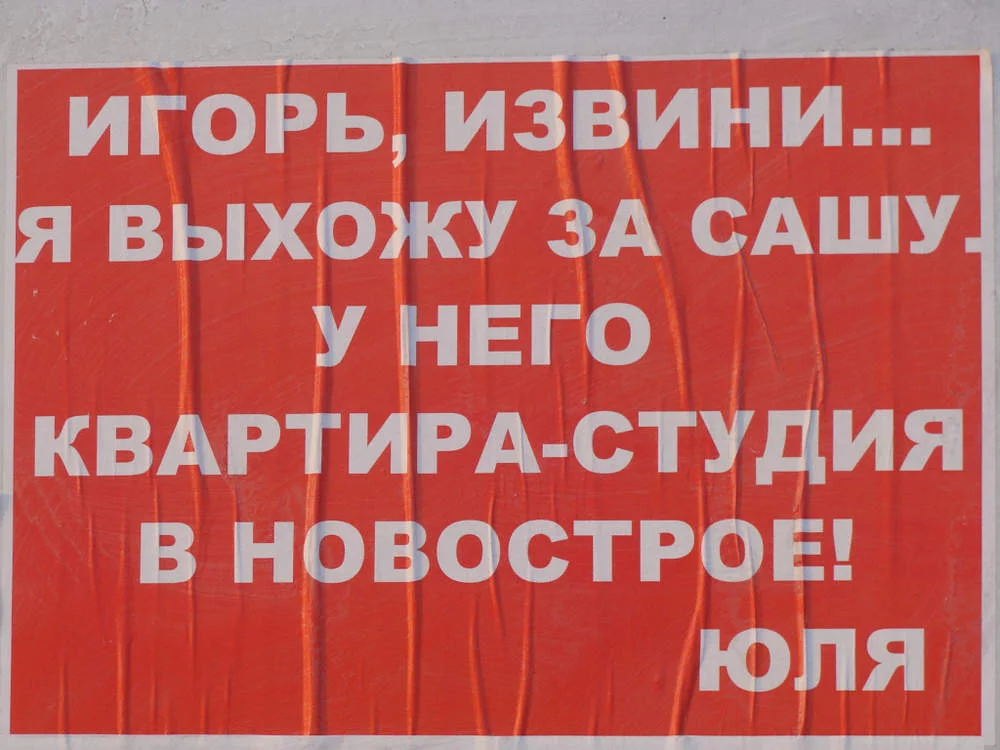 ИГОРЬ, ИЗВИНИ...
Я ВЫХОЖУ ЗА САШУ.
У НЕГО
КВАРТИРА-СТУДИЯ
В НОВОСТРОЕ!
ЮЛЯ